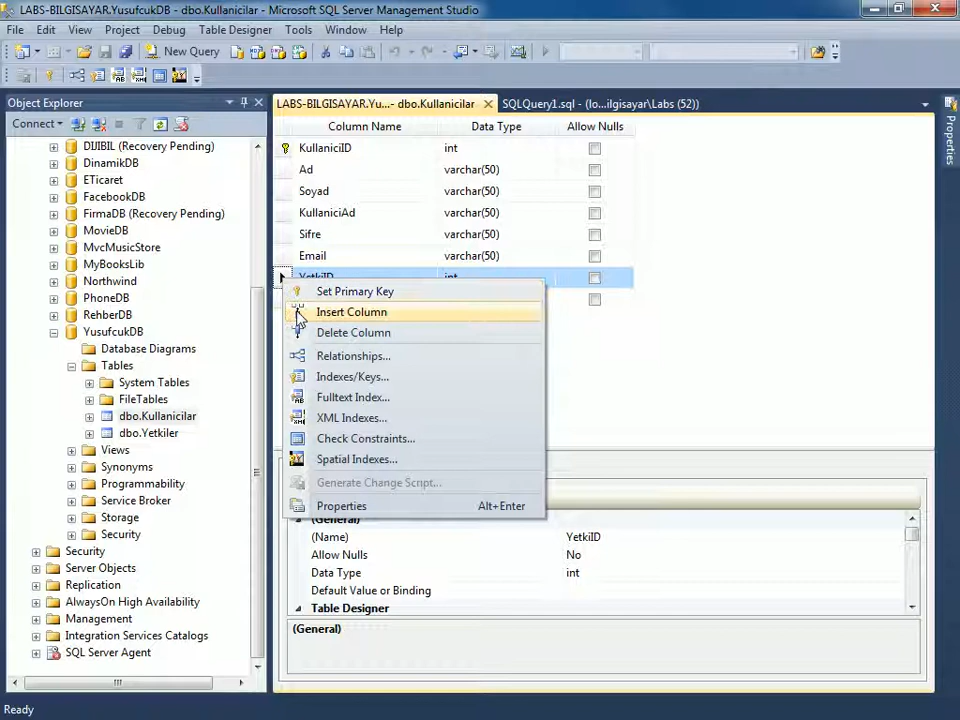 LABS-BILGISAYAR.YusufcukDB - dbo.Kullanicilar - Microsoft SQL Server Management Studio
File Edit View Project Debug Table Designer Tools Window Help
New Query
Object Explorer
Connect
DIJIBIL (Recovery Pending)
DinamikDB
ETicaret
FacebookDB
FirmaDB (Recovery Pending)
MovieDB
MvcMusicStore
MyBooksLib
Northwind
PhoneDB
RehberDB
YusufcukDB
Database Diagrams
Tables
System Tables
FileTables
dbo.Kullanicilar
dbo.Yetkiler
Views
Synonyms
Programmability
Service Broker
Storage
Security
Security
Server Objects
Replication
AlwaysOn High Availability
Management
Integration Services Catalogs
SQL Server Agent
LABS-BILGISAYAR.Yu...- dbo.Kullanicilar
SQLQuery1.sql - (lo...ilgisayar\Labs (52))
Column Name Data Type Allow Nulls
KullaniciID int
Ad varchar(50)
Soyad varchar(50)
KullaniciAd varchar(50)
Sifre varchar(50)
Email varchar(50)
YetkiID int
Set Primary Key
Insert Column
Delete Column
Relationships...
Indexes/Keys...
Fulltext Index...
XML Indexes...
Check Constraints...
Spatial Indexes...
Generate Change Script...
Properties Alt+Enter
(General)
(Name) YetkiID
Allow Nulls No
Data Type int
Default Value or Binding
Table Designer
(General)
Properties
Ready